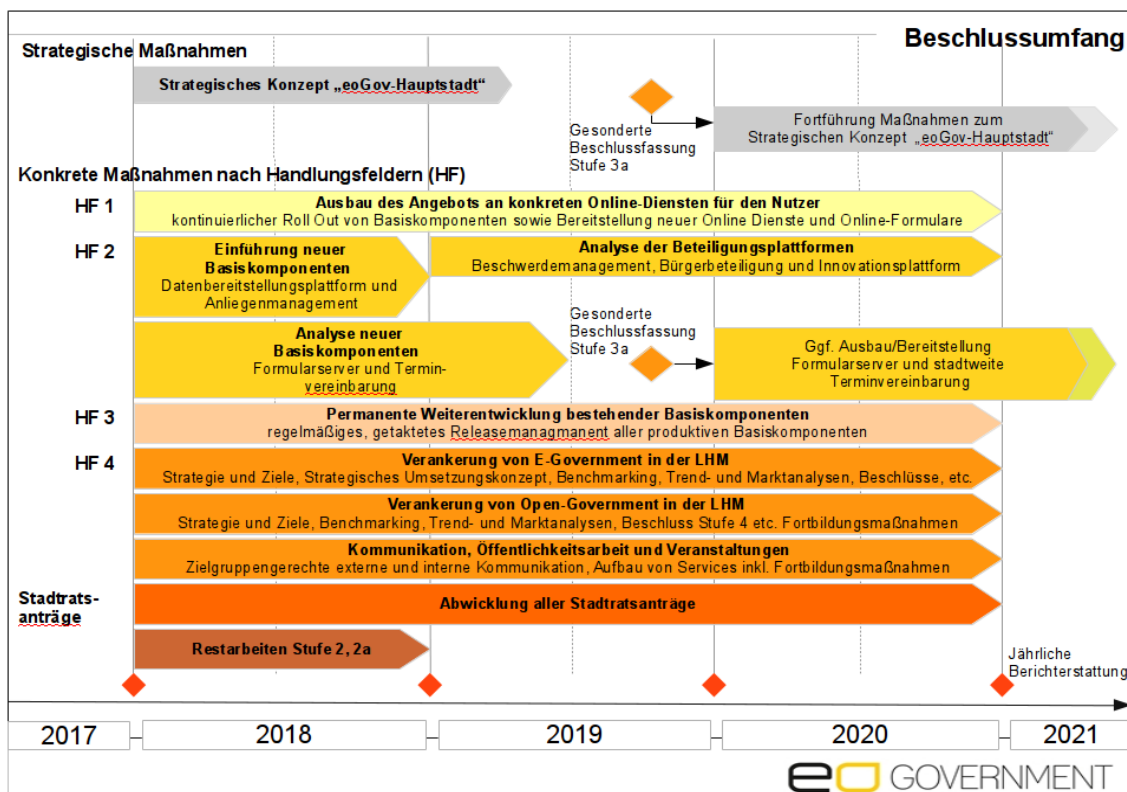 Beschlussumfang
Strategische Maßnahmen
Strategisches Konzept „eoGov-Hauptstadt“
Gesonderte
Beschlussfassung
Stufe 3a
Fortführung Maßnahmen zum
Strategischen Konzept „eoGov-Hauptstadt“
Konkrete Maßnahmen nach Handlungsfeldern (HF)
HF 1
Ausbau des Angebots an konkreten Online-Diensten für den Nutzer
kontinuierlicher Roll Out von Basiskomponenten sowie Bereitstellung neuer Online Dienste und Online-Formulare
HF 2
Einführung neuer
Basiskomponenten
Datenbereitstellungsplattform und
Anliegenmanagement
Analyse der Beteiligungsplattformen
Beschwerdemanagement, Bürgerbeteiligung und Innovationsplattform
Analyse neuer
Basiskomponenten
Formularserver und Termin-
vereinbarung
Gesonderte
Beschlussfassung
Stufe 3a
Ggf. Ausbau/Bereitstellung
Formularserver und stadtweite
Terminvereinbarung
HF 3
Permanente Weiterentwicklung bestehender Basiskomponenten
regelmäßiges, getaktetes Releasemanagmanent aller produktiven Basiskomponenten
HF 4
Verankerung von E-Government in der LHM
Strategie und Ziele, Strategisches Umsetzungskonzept, Benchmarking, Trend- und Marktanalysen, Beschlüsse, etc.
Verankerung von Open-Government in der LHM
Strategie und Ziele, Benchmarking, Trend- und Marktanalysen, Beschluss Stufe 4 etc. Fortbildungsmaßnahmen
Kommunikation, Öffentlichkeitsarbeit und Veranstaltungen
Zielgruppengerechte externe und interne Kommunikation, Aufbau von Services inkl. Fortbildungsmaßnahmen
Stadtrats-
anträge
Abwicklung aller Stadtratsanträge
Restarbeiten Stufe 2, 2a
Jährliche
Berichterstattung
2017
2018
2019
2020
2021
eo GOVERNMENT